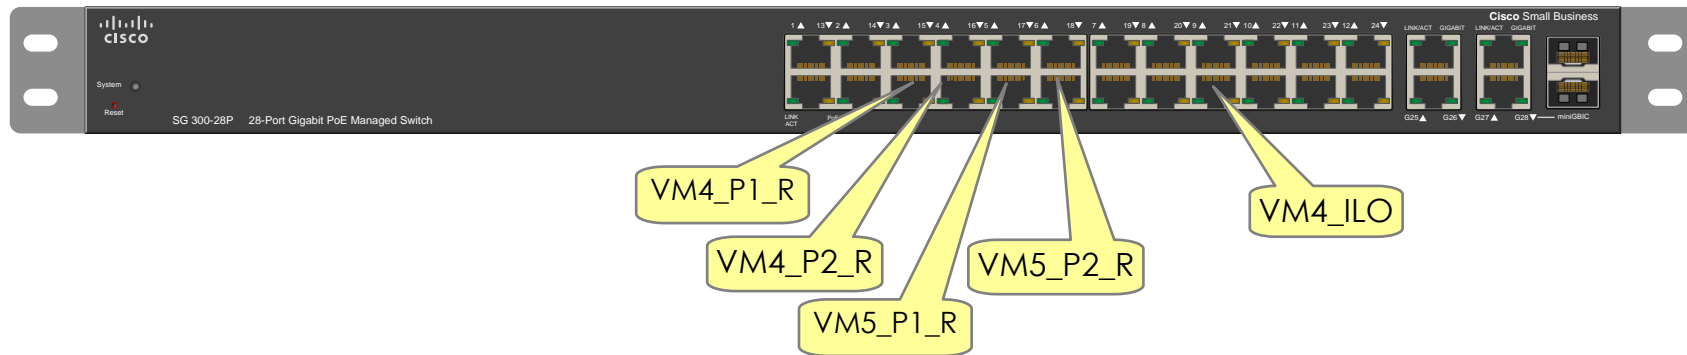 CISCO
Cisco Small Business
1▲ 13▼ 2▲ 14▼ 3▲ 15▼ 4▲ 16▼ 5▲ 17▼ 6▲ 18▼ 7▲ 19▼ 8▲ 20▼ 9▲ 21▼ 10▲ 22▼ 11▲ 23▼ 12▲ 24▼
LINK/ACT GIGABIT LINK/ACT GIGABIT
System
Reset
SG 300-28P 28-Port Gigabit PoE Managed Switch
LINK
ACT
PoE
G25▲ G26▼ G27▲ G28▼ miniGBIC
VM4_P1_R
VM4_ILO
VM4_P2_R
VM5_P2_R
VM5_P1_R